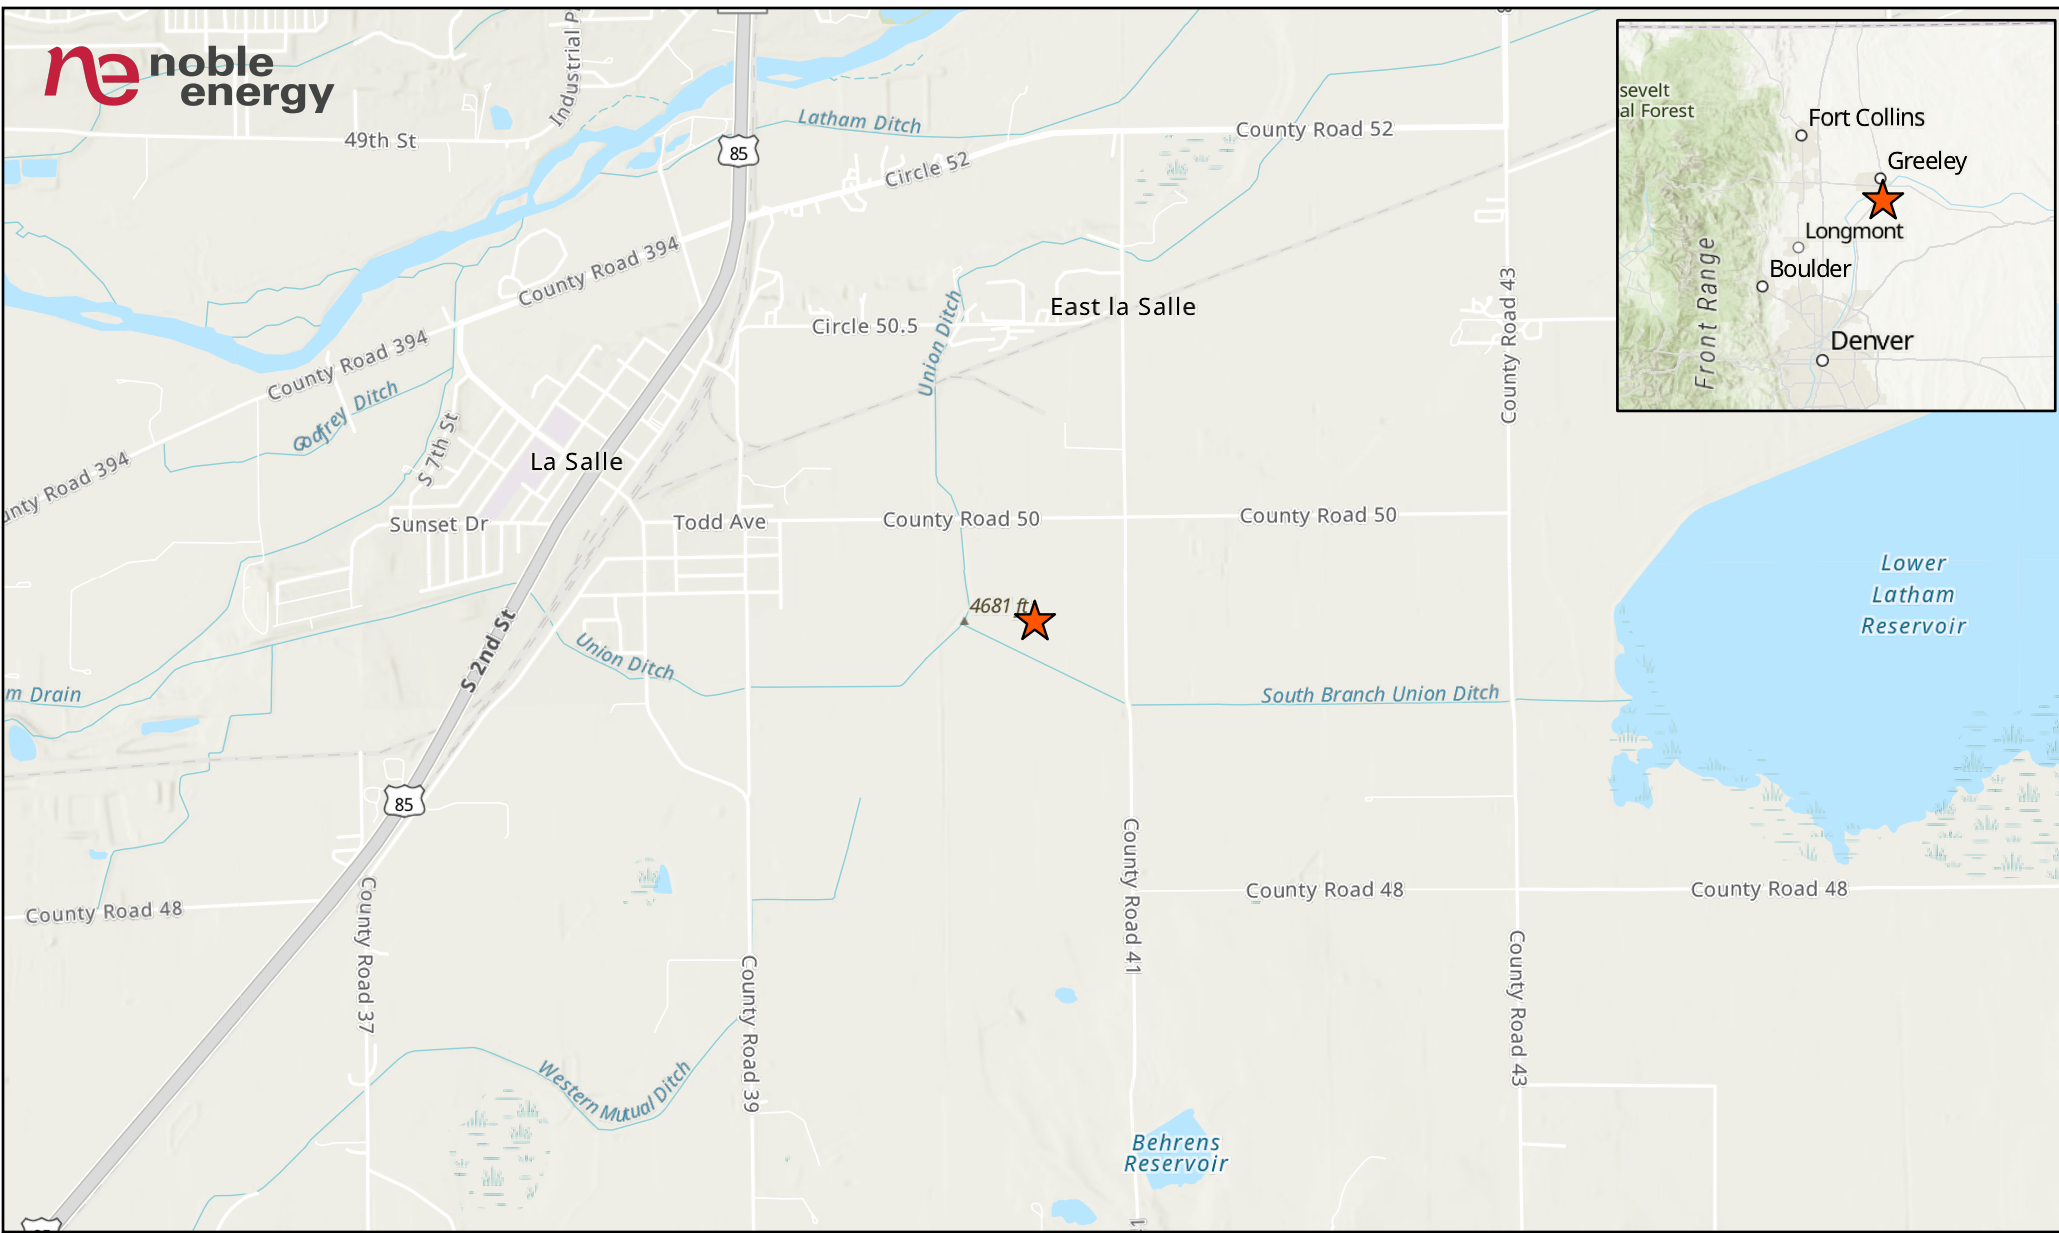 noble
energy
Industrial
85
49th St
Latham Ditch
County Road 52
Circle 52
County Road 394
County Road 394
County Road 394
Godfrey Ditch
S 7th St
Circle 50.5
Union Ditch
East la Salle
County Road 43
La Salle
Sunset Dr
Todd Ave
County Road 50
County Road 50
4681 ft
S 2nd St
Union Ditch
South Branch Union Ditch
Lower
Latham
Reservoir
m Drain
85
County Road 48
County Road 48
County Road 48
County Road 37
County Road 39
County Road 41
County Road 43
Western Mutual Ditch
Behrens
Reservoir
sevelt
al Forest
Fort Collins
Greeley
Longmont
Boulder
Front Range
Denver